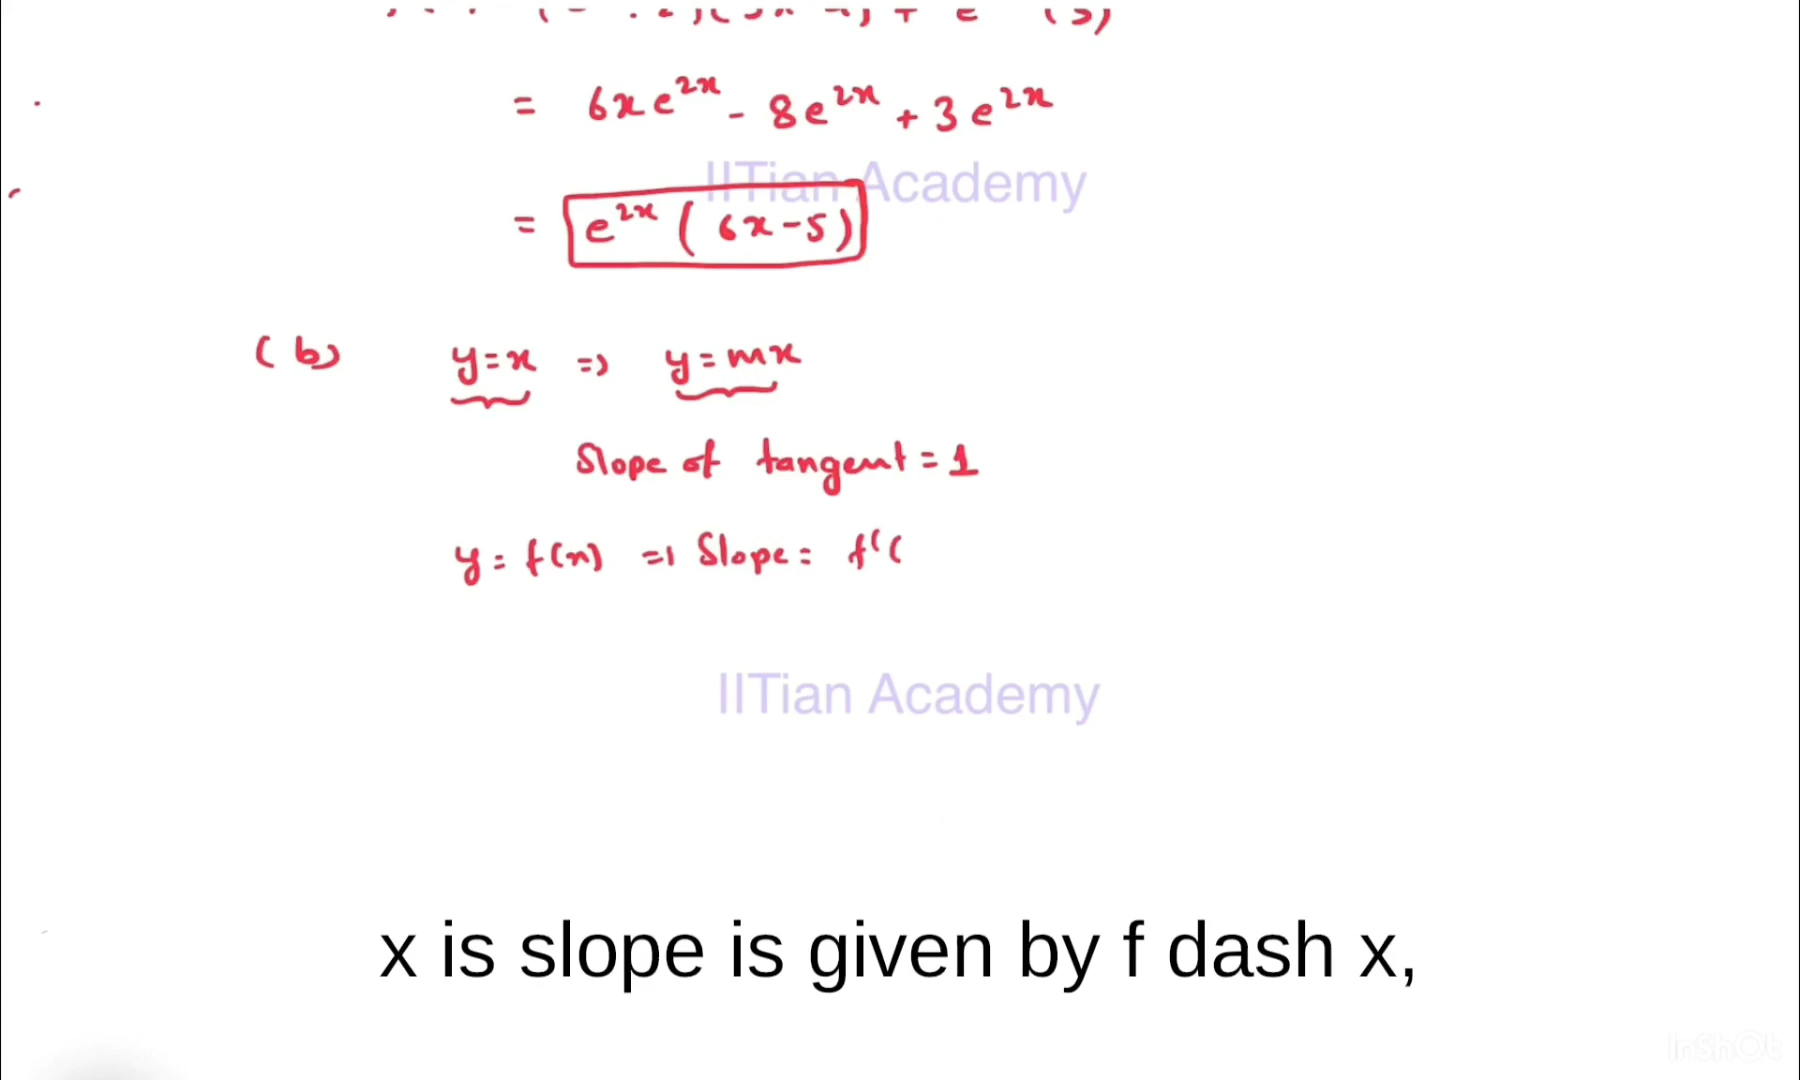 = 6xe^{2x} - 8e^{2x} + 3e^{2x}
IITian Academy
= e^{2x} ( 6x-5)
(b) y=x => y=mx
Slope of tangent = 1
y = f(x) => Slope = f'(
IITian Academy
x is slope is given by f dash x,
InShOt